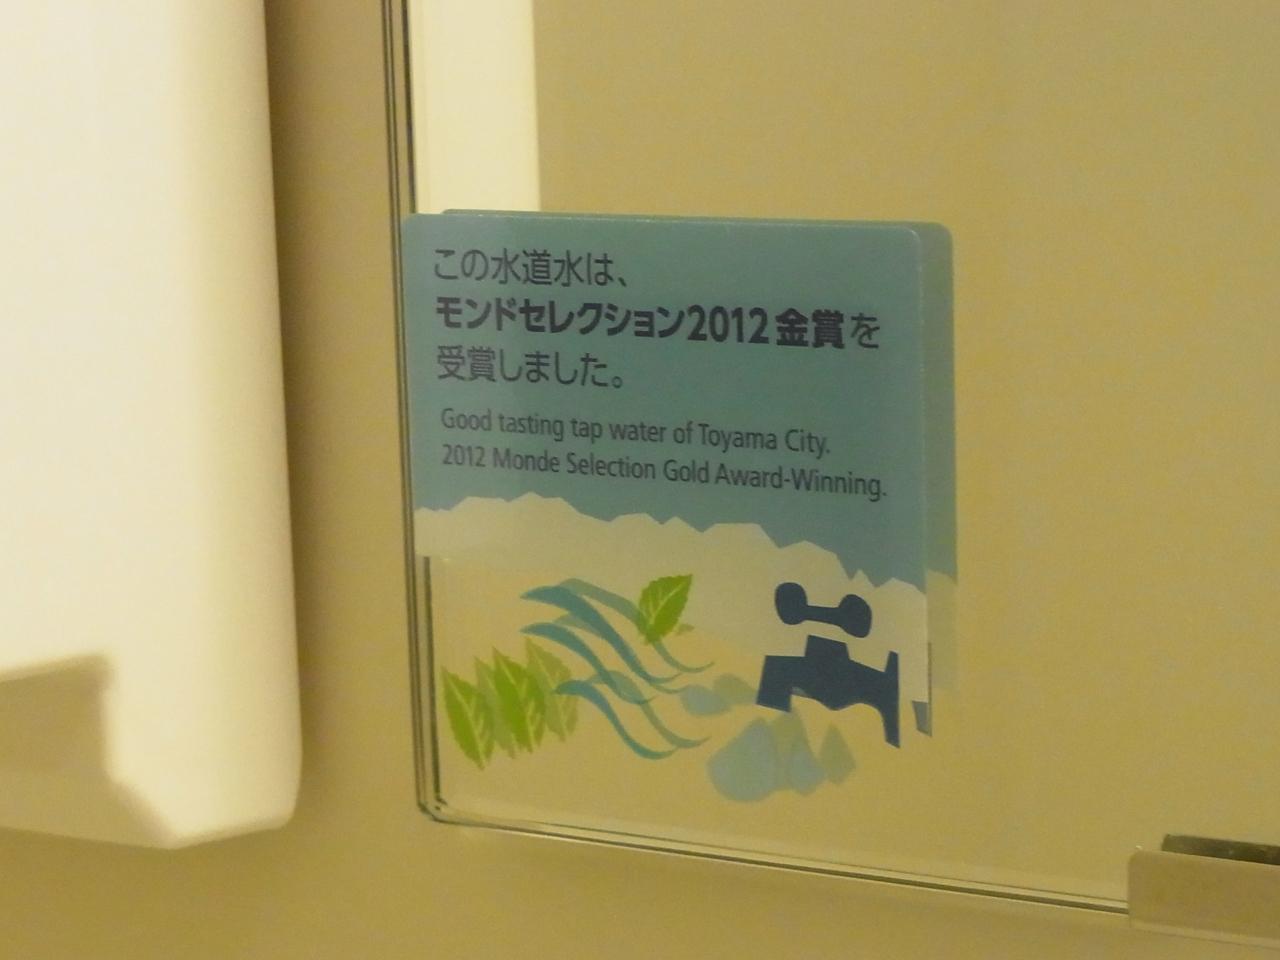 この水道水は、
モンドセレクション2012金賞を
受賞しました。
Good tasting tap water of Toyama City.
2012 Monde Selection Gold Award-Winning.